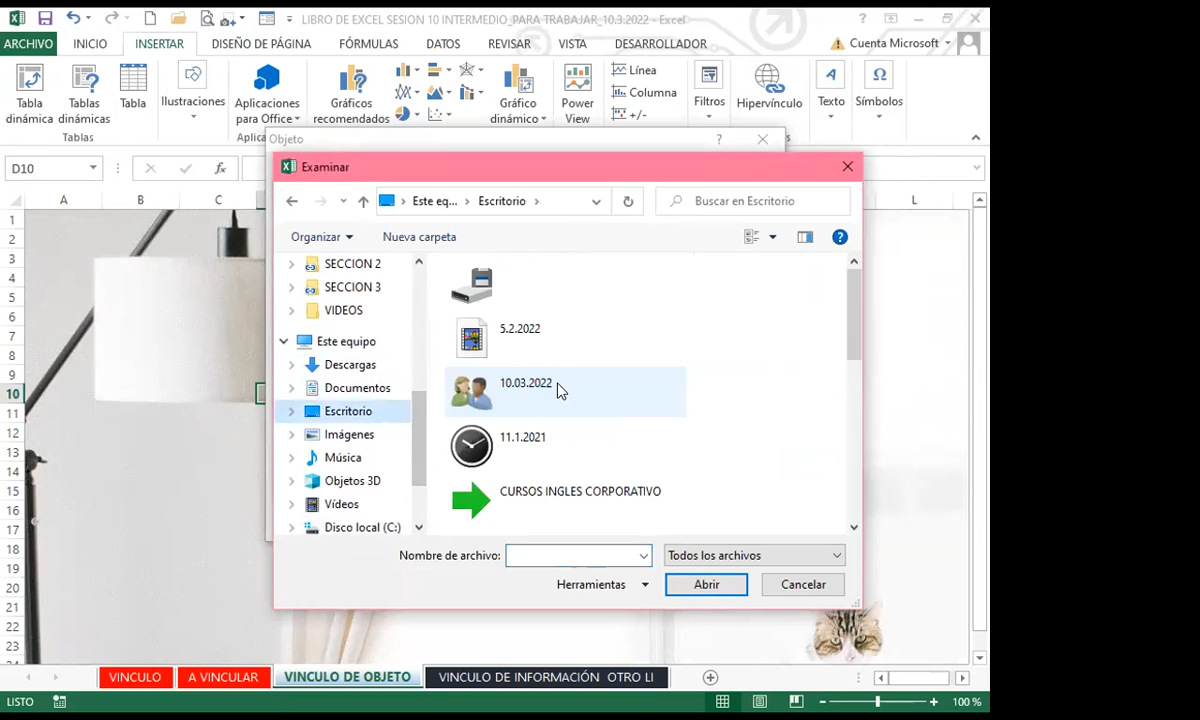 LIBRO DE EXCEL SESION 10 INTERMEDIO_PARA TRABAJAR_10.3.2022 - Excel
?
ARCHIVO INICIO INSERTAR DISEÑO DE PÁGINA FÓRMULAS DATOS REVISAR VISTA DESARROLLADOR Cuenta Microsoft
Línea
Columna
+/-
Tabla dinámica
Tablas dinámicas
Tabla
Ilustraciones
Aplicaciones para Office
Gráficos recomendados
Gráfico dinámico
Power View
Filtros
Hipervínculo
A
Texto
Ω
Símbolos
Tablas
Aplica
Objeto ?
D10
fx
Examinar
Este eq... Escritorio
Buscar en Escritorio
Organizar Nueva carpeta ?
A B C L
1
2
3
4
5
6
7
8
9
10
11
12
13
14
15
16
17
18
19
20
21
22
23
SECCION 2
SECCION 3
VIDEOS
Este equipo
Descargas
Documentos
Escritorio
Imágenes
Música
Objetos 3D
Vídeos
Disco local (C:)
5.2.2022
10.03.2022
11.1.2021
CURSOS INGLES CORPORATIVO
Nombre de archivo: Todos los archivos
Herramientas Abrir Cancelar
VINCULO A VINCULAR VINCULO DE OBJETO VINCULO DE INFORMACIÓN OTRO LI
LISTO 100 %